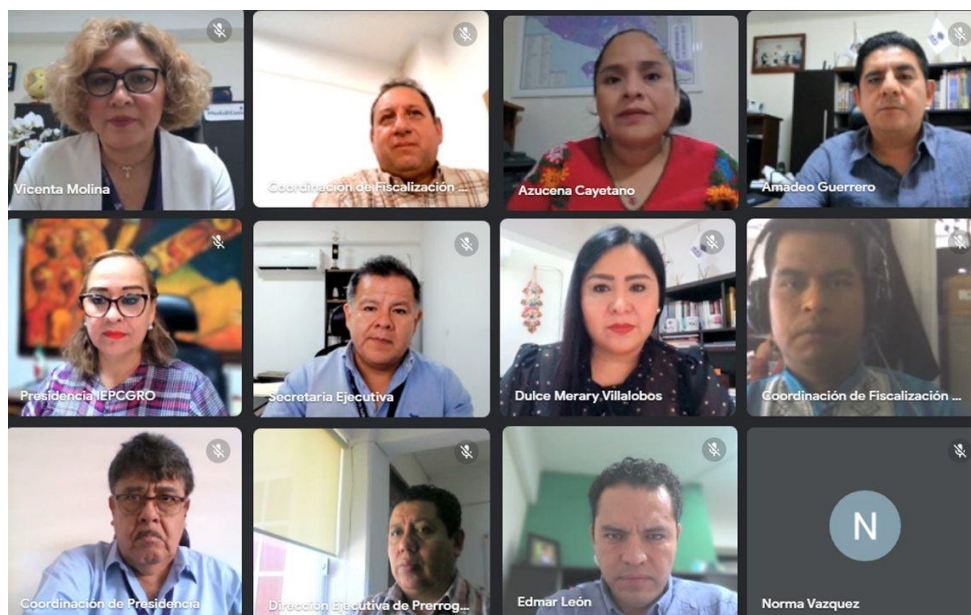 Vicenta Molina
Coordinación de Fiscalización ...
Azucena Cayetano
Amadeo Guerrero
Presidencia IEPCGRO
Secretaria Ejecutiva
Dulce Merary Villalobos
Coordinación de Fiscalización ...
Coordinación de Presidencia
Dirección Ejecutiva de Prerrog...
Edmar León
N
Norma Vazquez